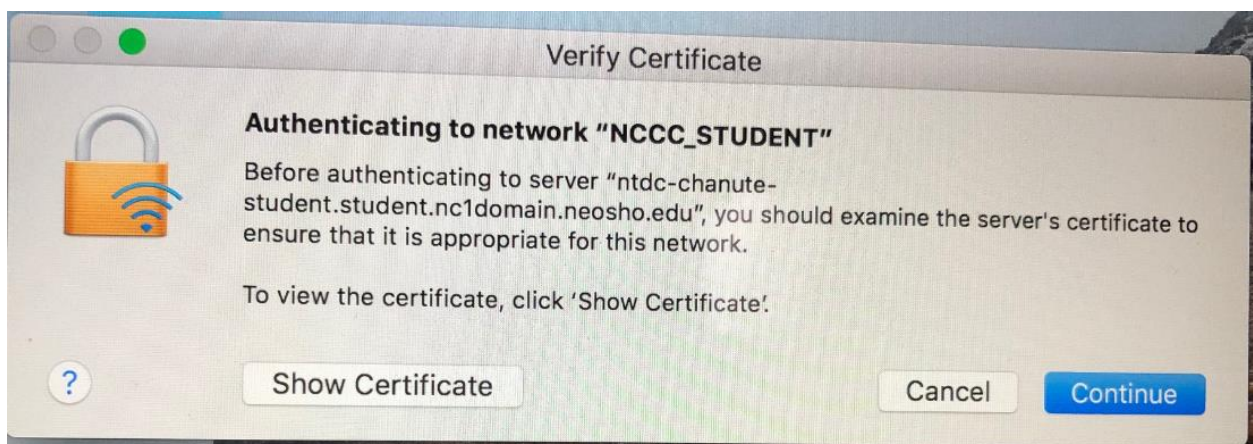 Verify Certificate
Authenticating to network “NCCC_STUDENT”
Before authenticating to server “ntdc-chanute-
student.student.nc1domain.neosho.edu”, you should examine the server's certificate to
ensure that it is appropriate for this network.
To view the certificate, click ‘Show Certificate’.
?
Show Certificate
Cancel
Continue